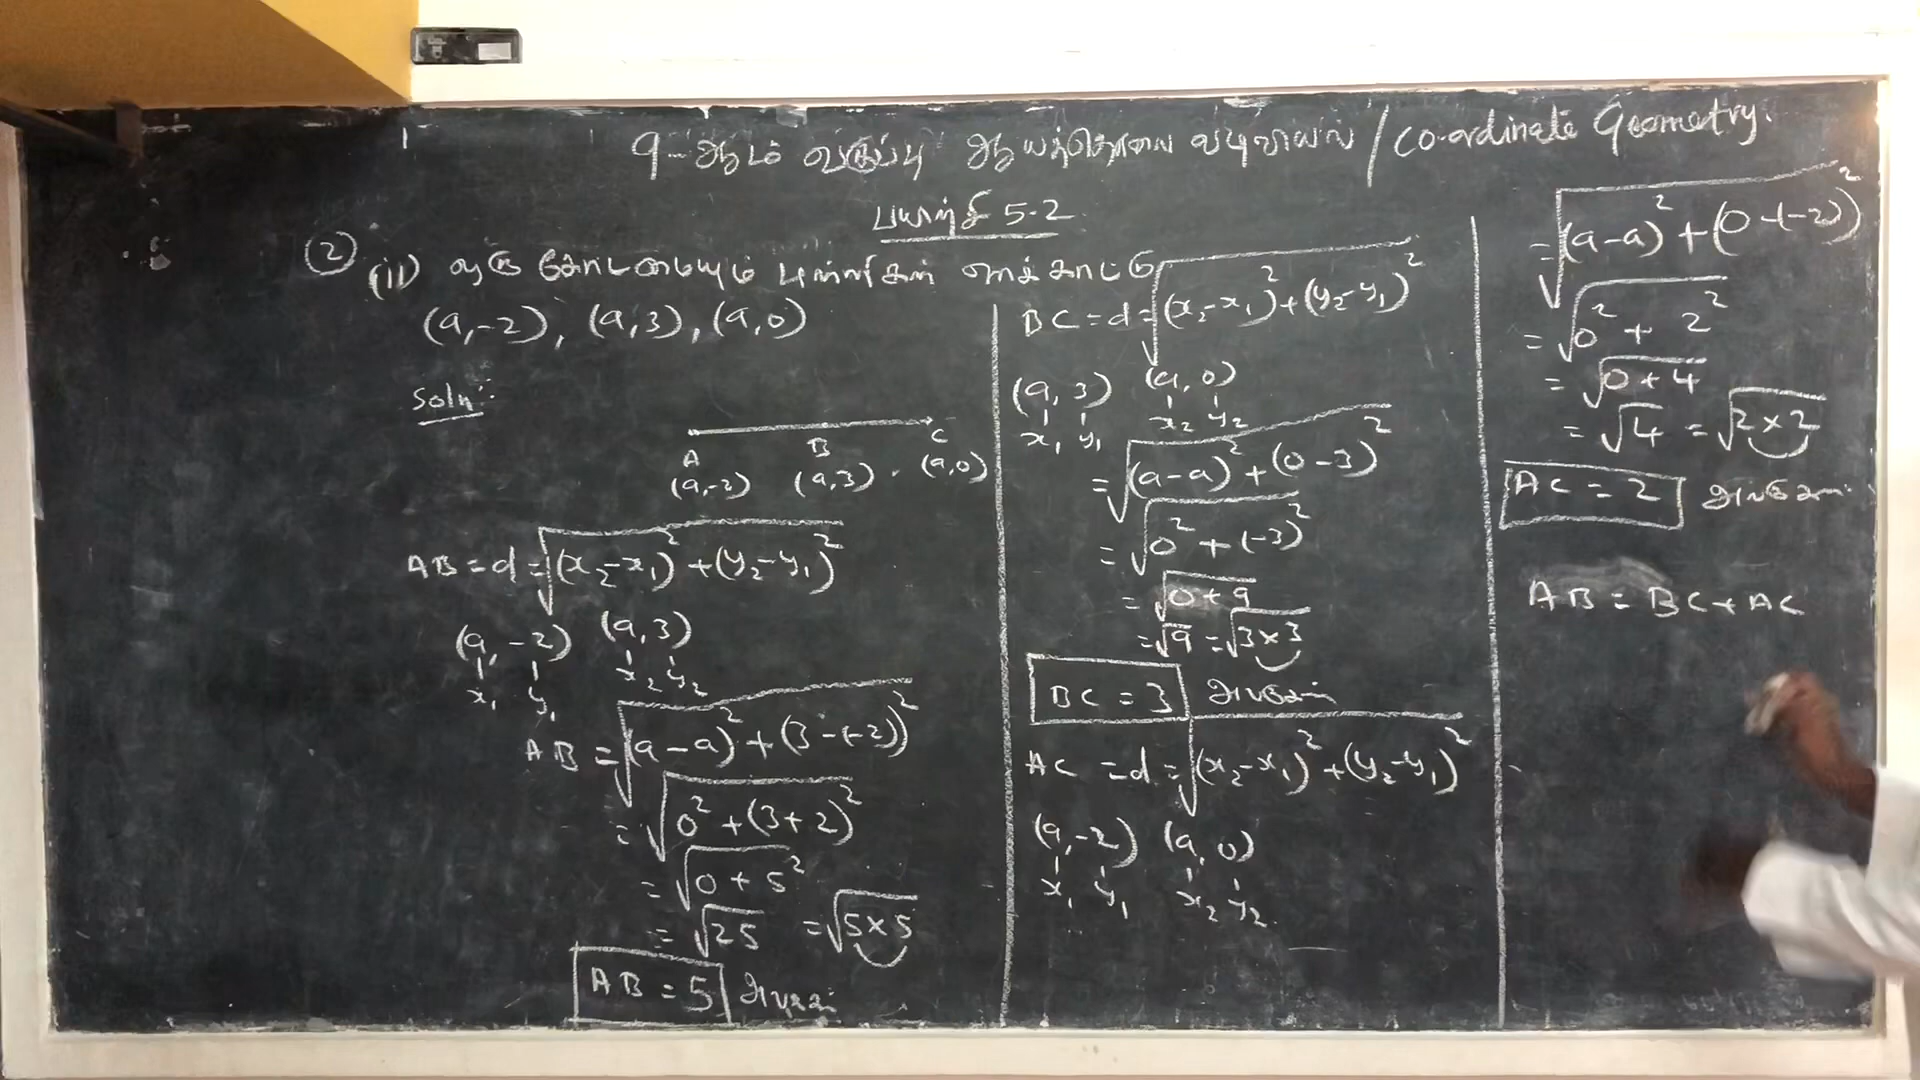 9-ஆம் வகுப்பு ஆயத்தொலை வடிவியல் / Co-ordinate Geometry.
பயிற்சி 5.2
② (ii) ஒரு கோடமையும் புள்ளிகள் எனக்காட்டு
(a,-2), (a,3), (a,0)
Soln:
A B C
(a,-2) (a,3) (a,0)
AB = d = √(x₂-x₁)² + (y₂-y₁)²
(a, -2) (a, 3)
x₁ y₁ x₂ y₂
AB = √(a-a)² + (3-(-2))²
= √0² + (3+2)²
= √0 + 5²
= √25 = √5×5
AB = 5 அலகுகள்
BC = d = √(x₂-x₁)² + (y₂-y₁)²
(a, 3) (a, 0)
x₁ y₁ x₂ y₂
= √(a-a)² + (0-3)²
= √0² + (-3)²
= √0+9
= √9 = √3×3
BC = 3 அலகுகள்
AC = d = √(x₂-x₁)² + (y₂-y₁)²
(a, -2) (a, 0)
x₁ y₁ x₂ y₂
= √(a-a)² + (0-(-2))²
= √0² + 2²
= √0+4
= √4 = √2×2
AC = 2 அலகுகள்
AB = BC + AC